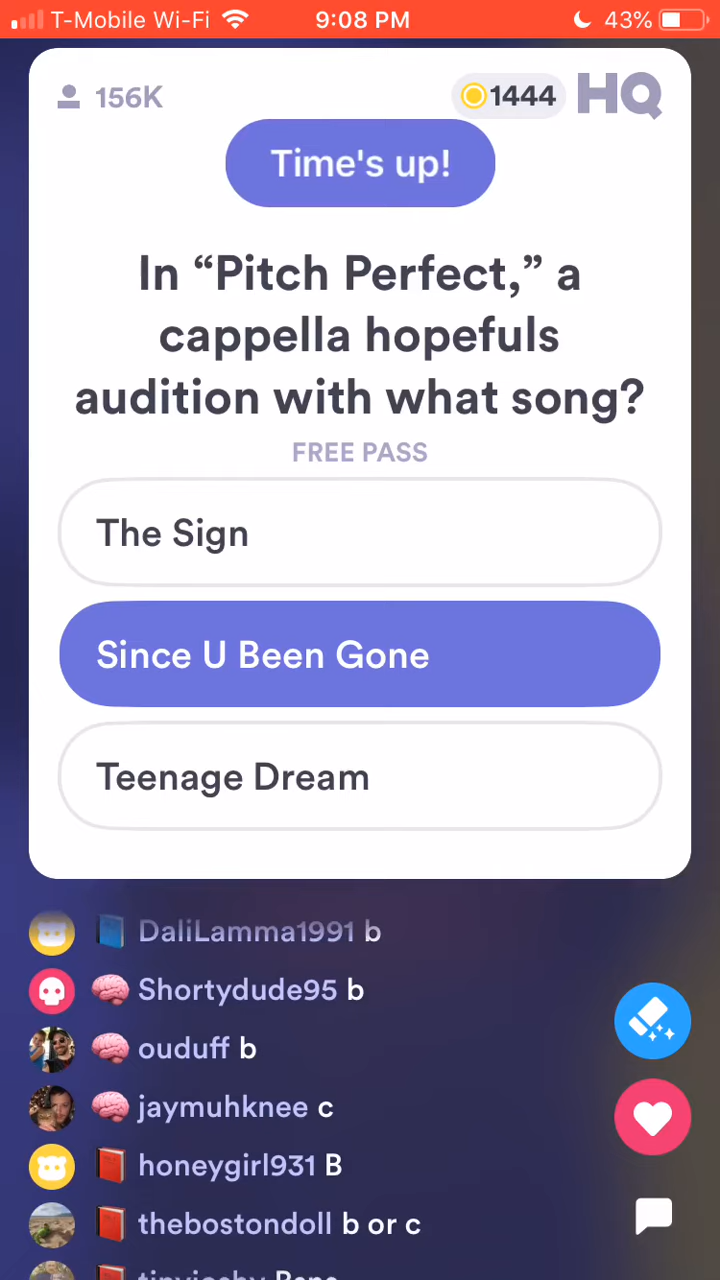 T-Mobile Wi-Fi 9:08 PM 43%
156K 1444 HQ
Time's up!
In “Pitch Perfect,” a
cappella hopefuls
audition with what song?
FREE PASS
The Sign
Since U Been Gone
Teenage Dream
DaliLamma1991 b
Shortydude95 b
ouduff b
jaymuhknee c
honeygirl931 B
thebostondoll b or c